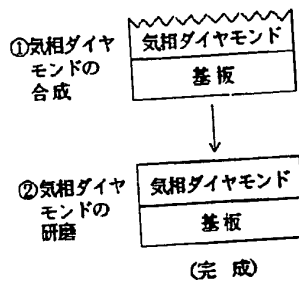 ①気相ダイヤ
モンドの
合成
気相ダイヤモンド
基板
②気相ダイヤ
モンドの
研磨
気相ダイヤモンド
基板
(完成)